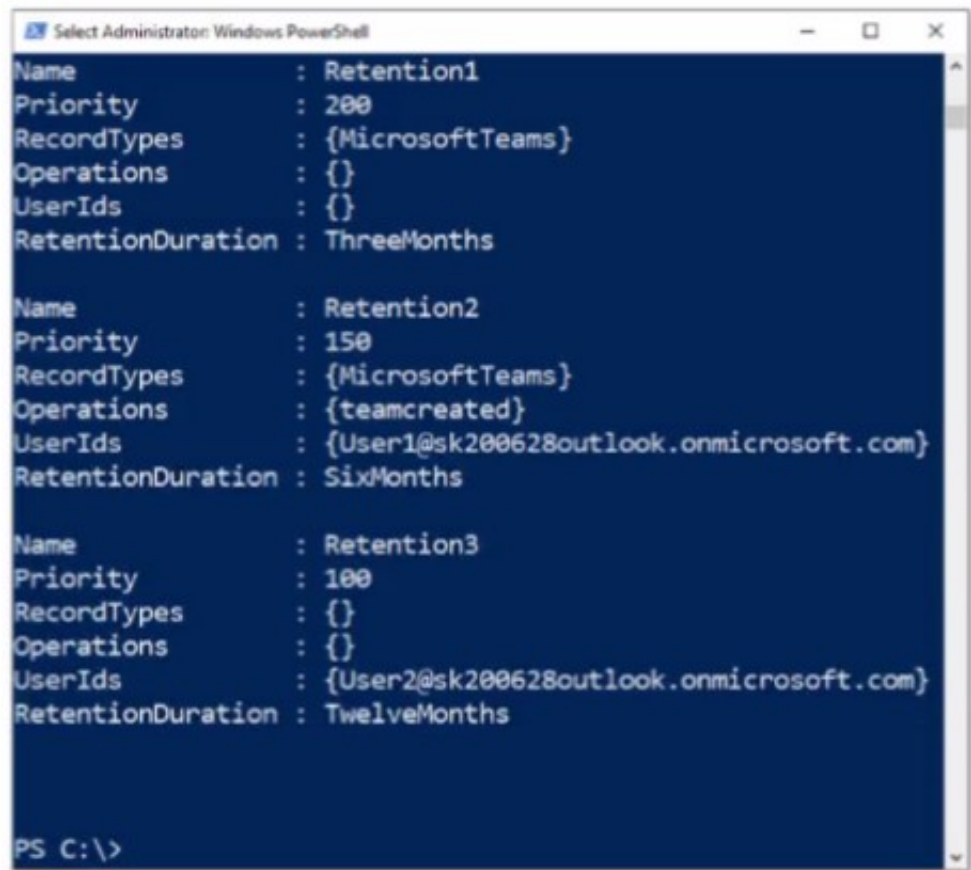 Select Administrator: Windows PowerShell
Name : Retention1
Priority : 200
RecordTypes : {MicrosoftTeams}
Operations : {}
UserIds : {}
RetentionDuration : ThreeMonths
Name : Retention2
Priority : 150
RecordTypes : {MicrosoftTeams}
Operations : {teamcreated}
UserIds : {User1@sk200628outlook.onmicrosoft.com}
RetentionDuration : SixMonths
Name : Retention3
Priority : 100
RecordTypes : {}
Operations : {}
UserIds : {User2@sk200628outlook.onmicrosoft.com}
RetentionDuration : TwelveMonths
PS C:\>